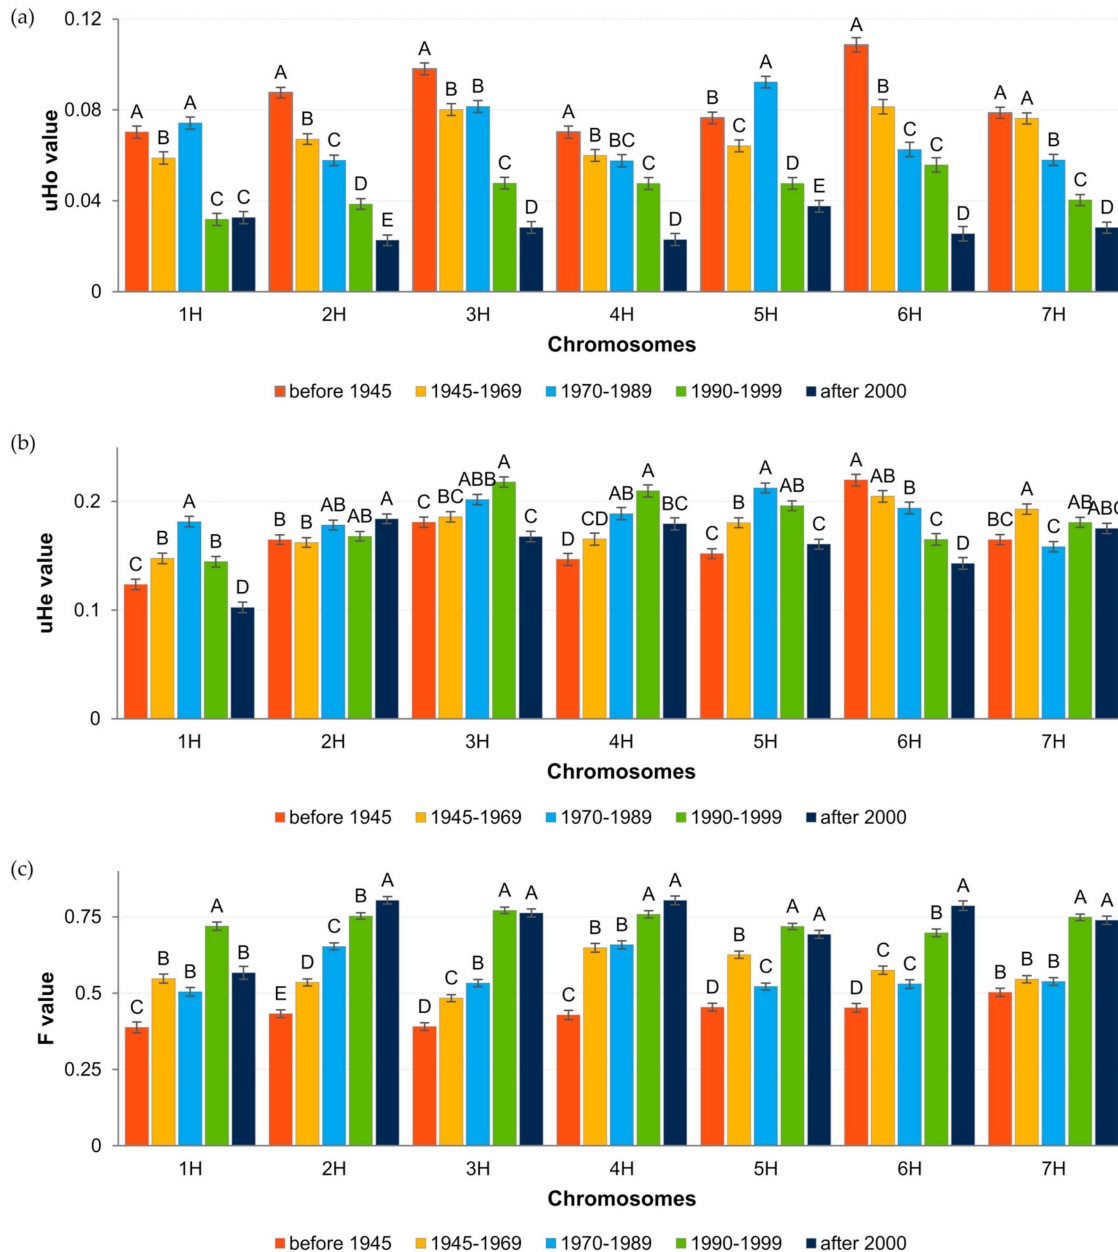 (a)
uHo value
0.12
0.08
0.04
0
A B A C C
A B C D E
A B B C D
A B BC C D
B C A D E
A B C C D
A A B C D
1H 2H 3H 4H 5H 6H 7H
Chromosomes
before 1945 1945-1969 1970-1989 1990-1999 after 2000
(b)
uHe value
0.2
0.1
0
C B A B D
B B AB AB A
C BC ABB A C
D CD AB A BC
C B A AB C
A AB B C D
BC A C AB ABC
1H 2H 3H 4H 5H 6H 7H
Chromosomes
before 1945 1945-1969 1970-1989 1990-1999 after 2000
(c)
F value
0.75
0.5
0.25
0
C B B A B
E D C B A
D C B A A
C B B A A
D B C A A
D C C B A
B B B A A
1H 2H 3H 4H 5H 6H 7H
Chromosomes
before 1945 1945-1969 1970-1989 1990-1999 after 2000